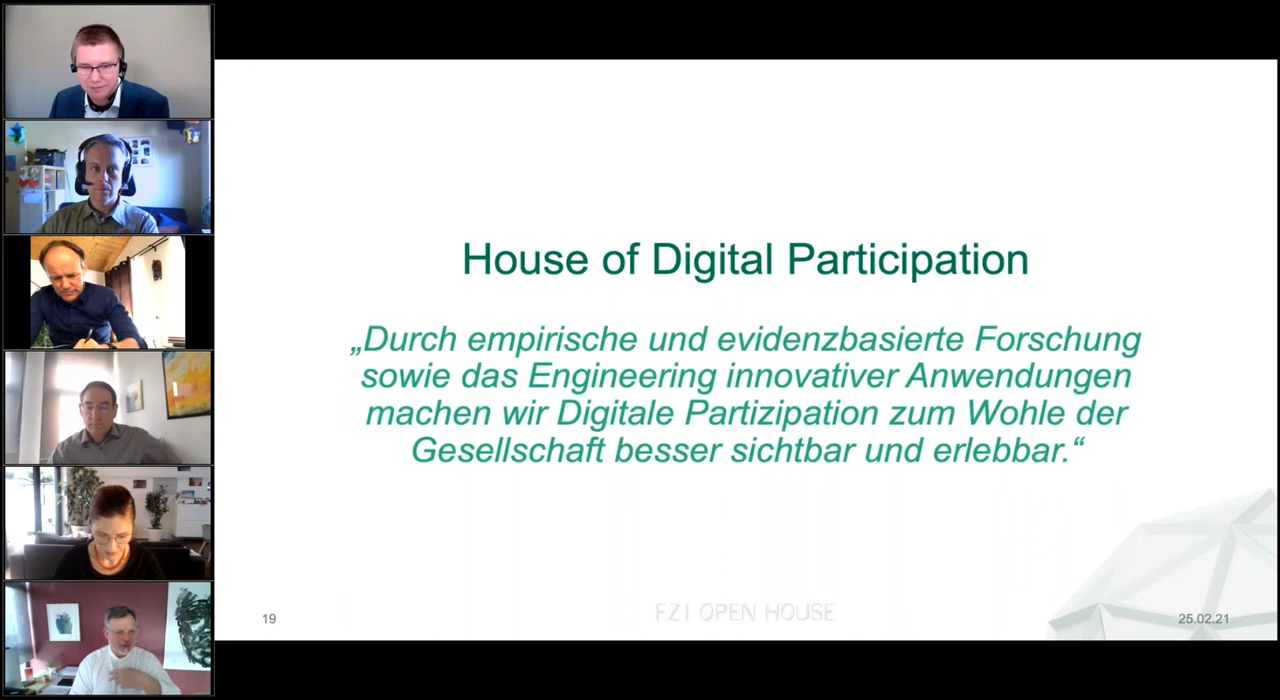 House of Digital Participation
„Durch empirische und evidenzbasierte Forschung
sowie das Engineering innovativer Anwendungen
machen wir Digitale Partizipation zum Wohle der
Gesellschaft besser sichtbar und erlebbar.“
19
FZI OPEN HOUSE
25.02.21